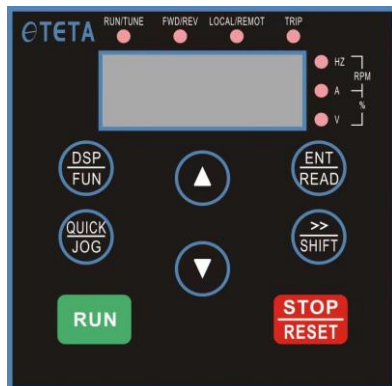 RUN/TUNE FWD/REV LOCAL/REMOT TRIP
eTETA
HZ
RPM
A
%
V
DSP
FUN
ENT
READ
QUICK
JOG
>>
SHIFT
RUN
STOP
RESET